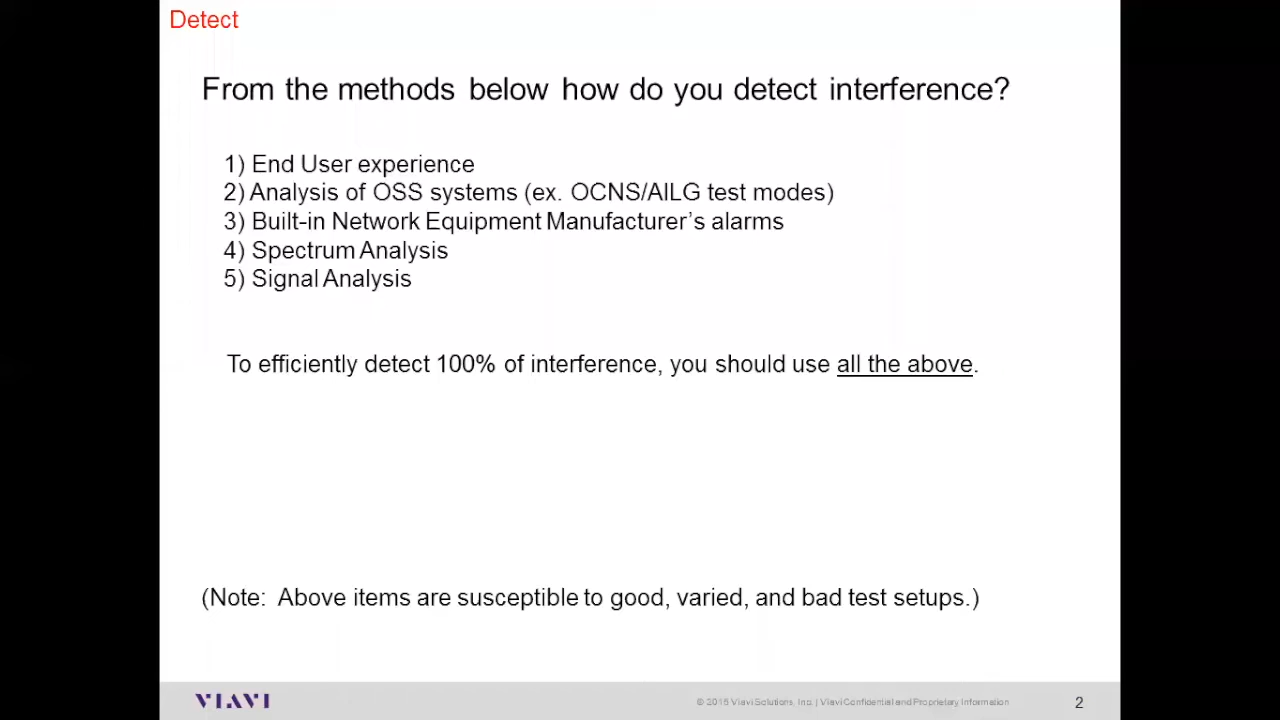 Detect
From the methods below how do you detect interference?
1) End User experience
2) Analysis of OSS systems (ex. OCNS/AILG test modes)
3) Built-in Network Equipment Manufacturer's alarms
4) Spectrum Analysis
5) Signal Analysis
To efficiently detect 100% of interference, you should use all the above.
(Note: Above items are susceptible to good, varied, and bad test setups.)
VIAVI
© 2015 Viavi Solutions, Inc. | Viavi Confidential and Proprietary Information
2